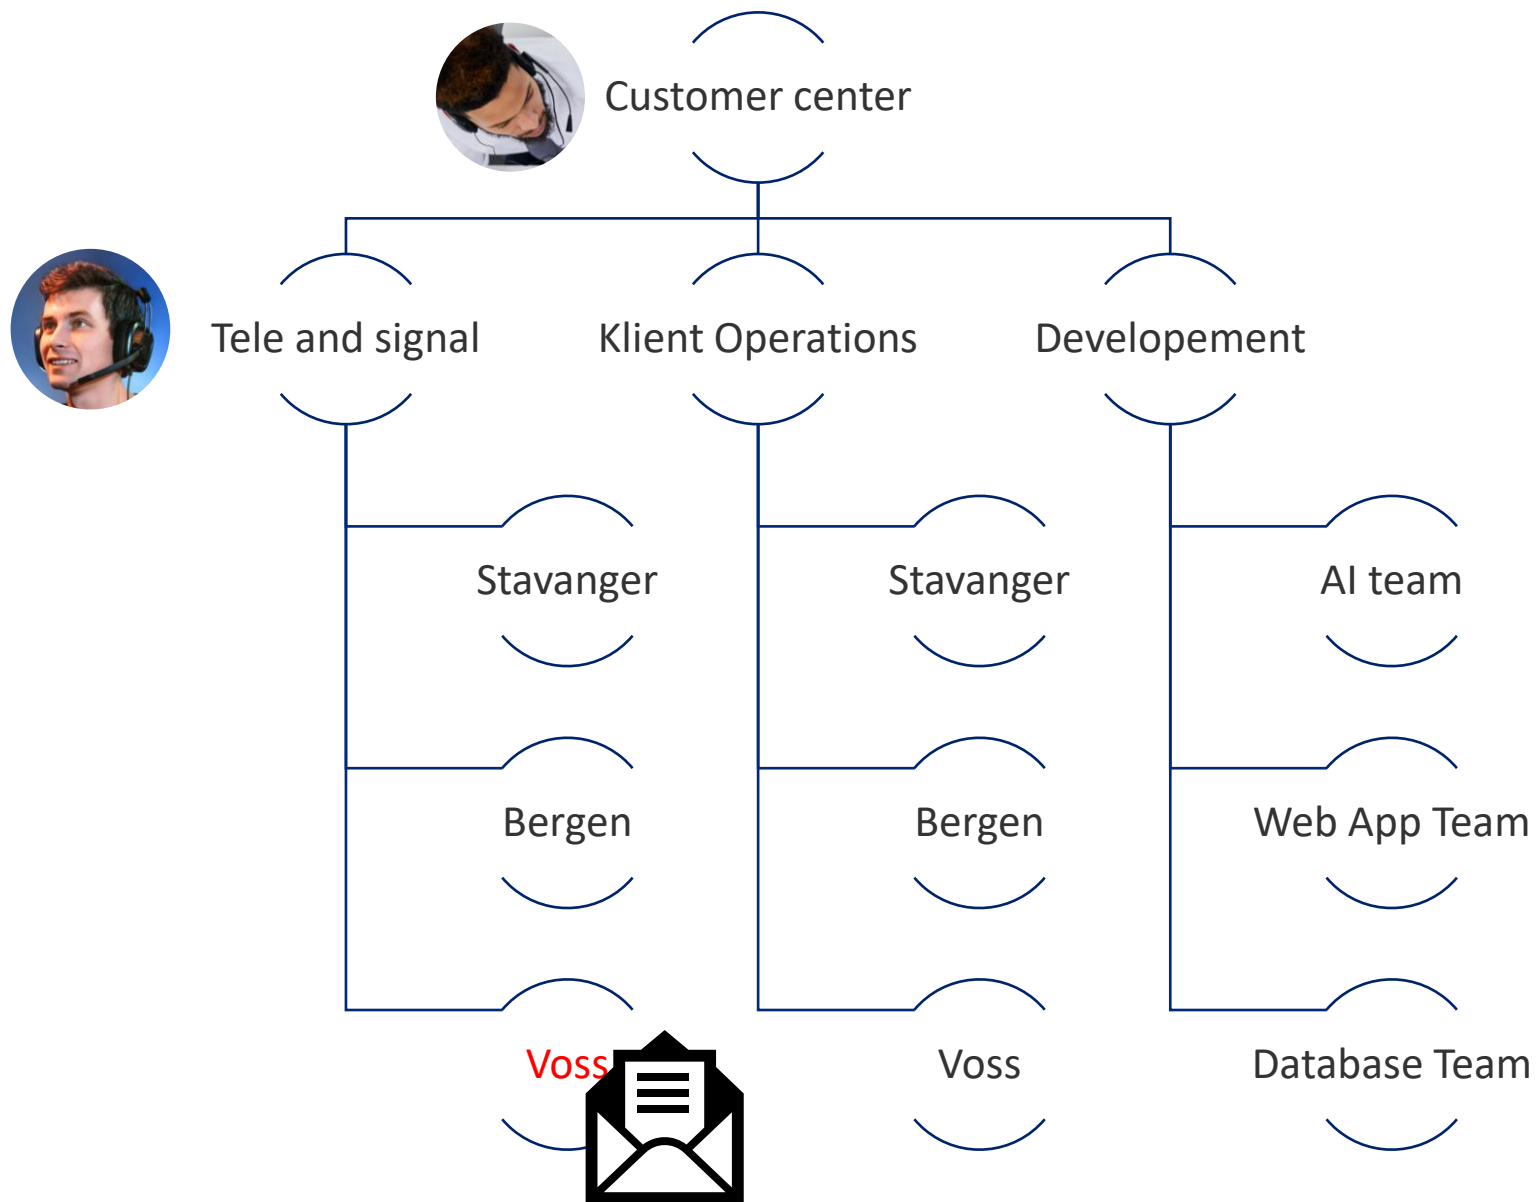 Customer center
Tele and signal
Klient Operations
Developement
Stavanger
Stavanger
AI team
Bergen
Bergen
Web App Team
Voss
Voss
Database Team